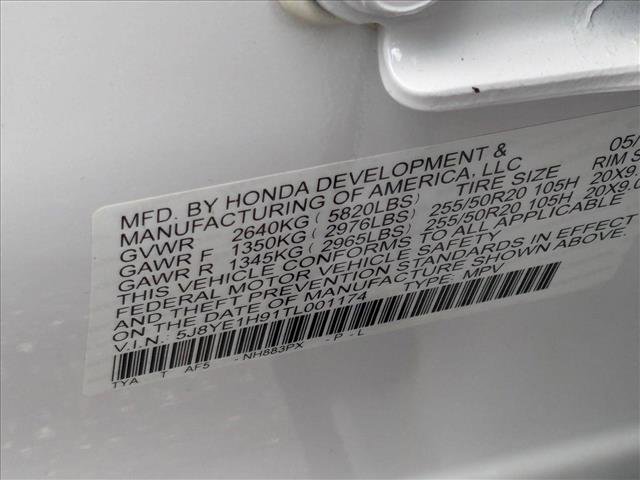 MFD. BY HONDA DEVELOPMENT & 05/
MANUFACTURING OF AMERICA, LLC
GVWR 2640KG ( 5820LBS) TIRE SIZE RIM S
GAWR F 1350KG ( 2976LBS) 255/50R20 105H 20X9.
GAWR R 1345KG ( 2965LBS) 255/50R20 105H 20X9.0
THIS VEHICLE CONFORMS TO ALL APPLICABLE
FEDERAL MOTOR VEHICLE SAFETY
AND THEFT PREVENTION STANDARDS IN EFFECT
ON THE DATE OF MANUFACTURE SHOWN ABOVE.
V.I.N.: 5J8YE1H91TL001174 TYPE: MPV
TYA T AF5 - NH883PX - P - L